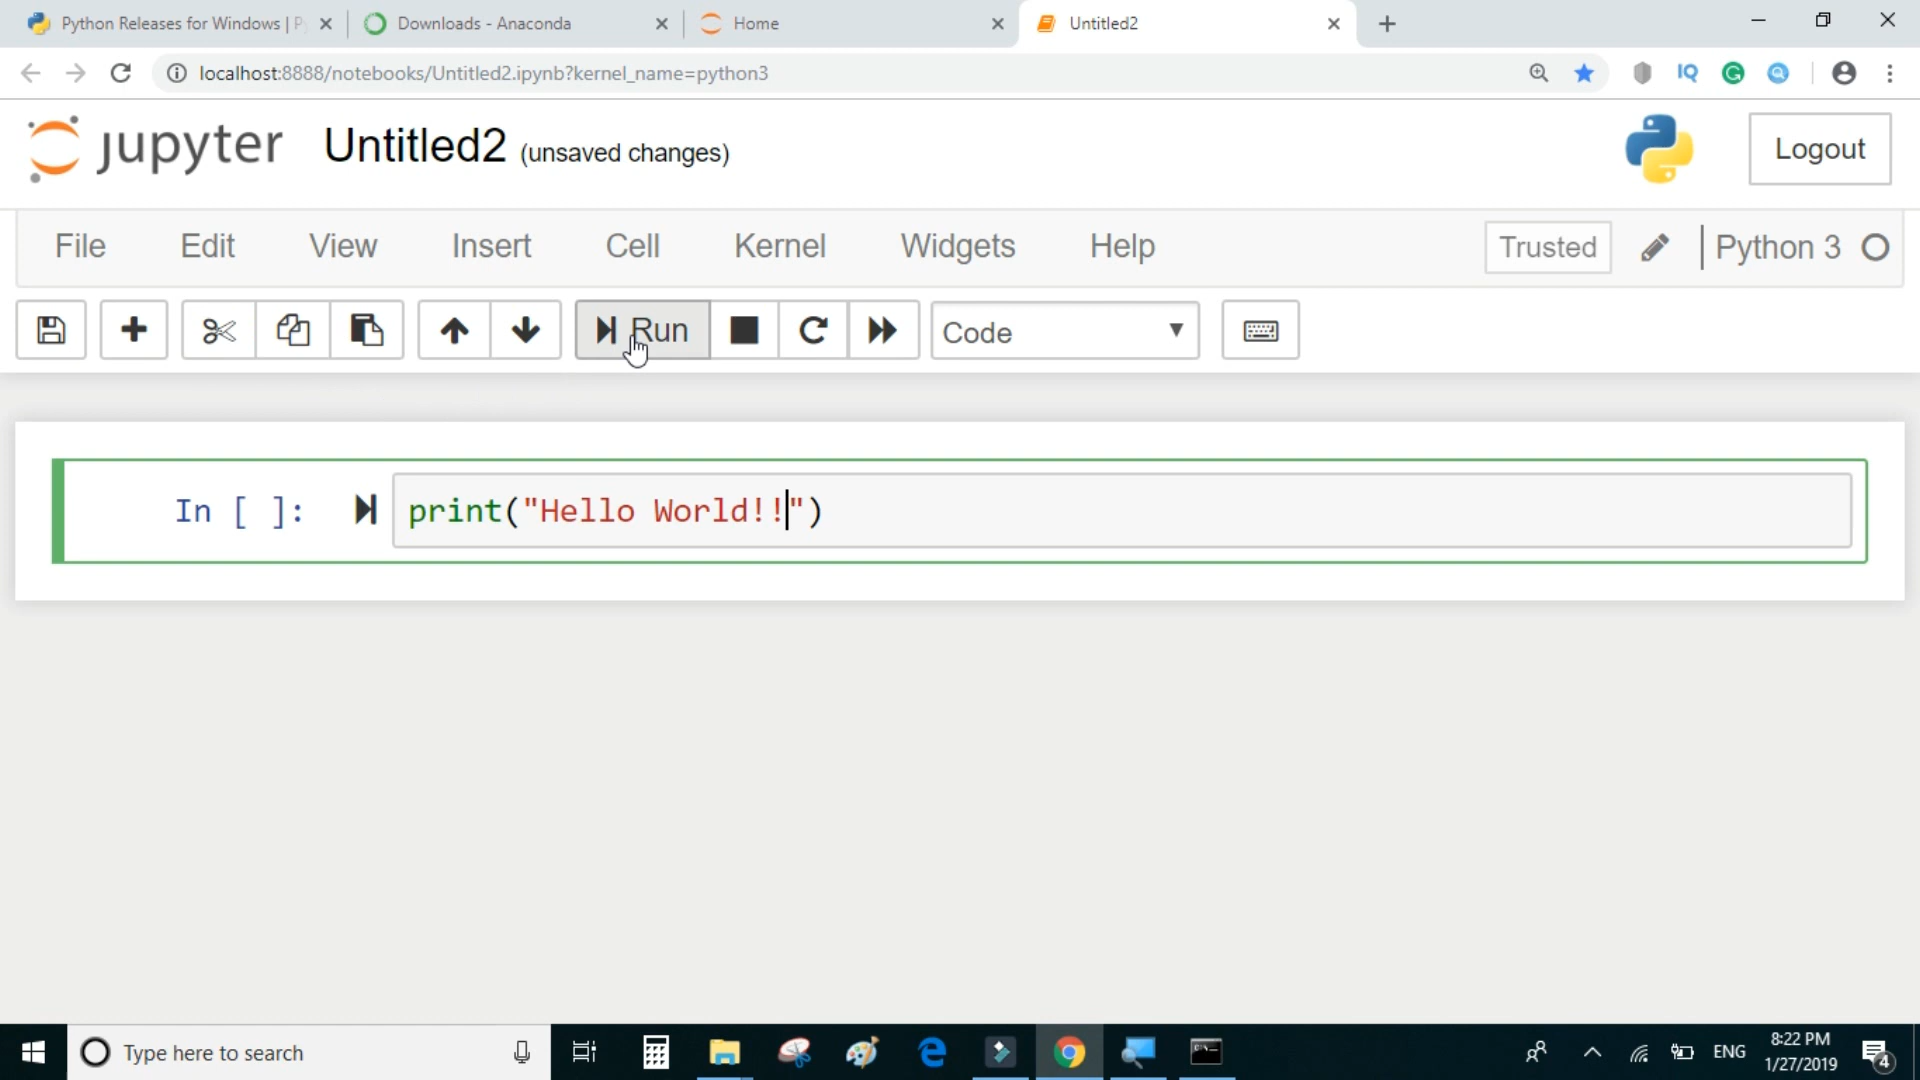 Python Releases for Windows | P
Downloads - Anaconda
Home
Untitled2
localhost:8888/notebooks/Untitled2.ipynb?kernel_name=python3
IQ
jupyter
Untitled2 (unsaved changes)
Logout
File Edit View Insert Cell Kernel Widgets Help
Trusted
Python 3
Run
Code
In [ ]: print("Hello World!!")
Type here to search
ENG
8:22 PM
1/27/2019
4